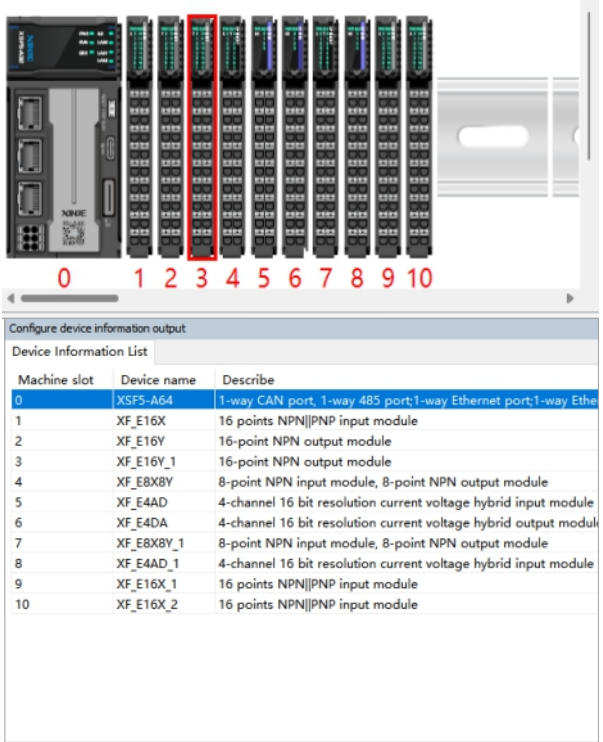 XSF5-A32
XINJE
XINJE
0 1 2 3 4 5 6 7 8 9 10
Configure device information output
Device Information List
Machine slot Device name Describe
0 XSF5-A64 1-way CAN port, 1-way 485 port;1-way Ethernet port;1-way Ethe
1 XF_E16X 16 points NPN||PNP input module
2 XF_E16Y 16-point NPN output module
3 XF_E16Y_1 16-point NPN output module
4 XF_E8X8Y 8-point NPN input module, 8-point NPN output module
5 XF_E4AD 4-channel 16 bit resolution current voltage hybrid input module
6 XF_E4DA 4-channel 16 bit resolution current voltage hybrid output modul
7 XF_E8X8Y_1 8-point NPN input module, 8-point NPN output module
8 XF_E4AD_1 4-channel 16 bit resolution current voltage hybrid input module
9 XF_E16X_1 16 points NPN||PNP input module
10 XF_E16X_2 16 points NPN||PNP input module